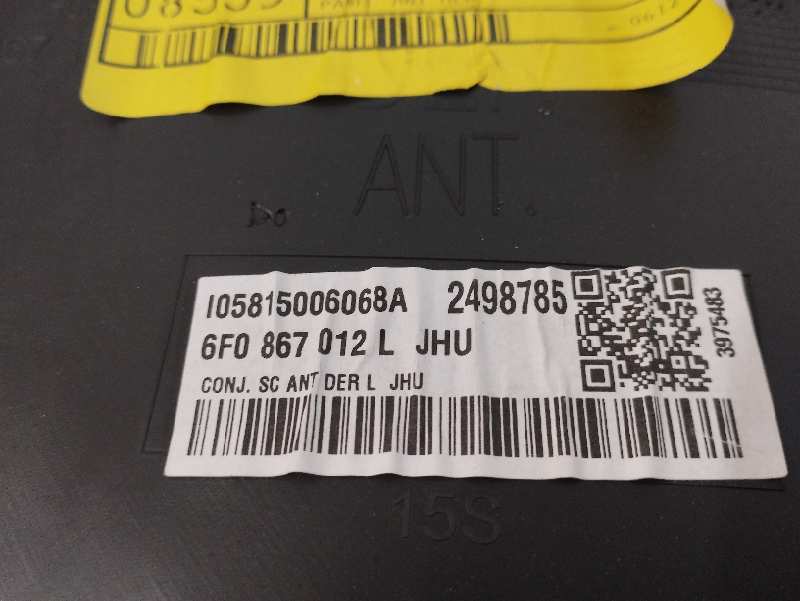 ANT.
I05815006068A 2498785
6F0 867 012 L JHU
CONJ. SC ANT DER L JHU
3975483
15S